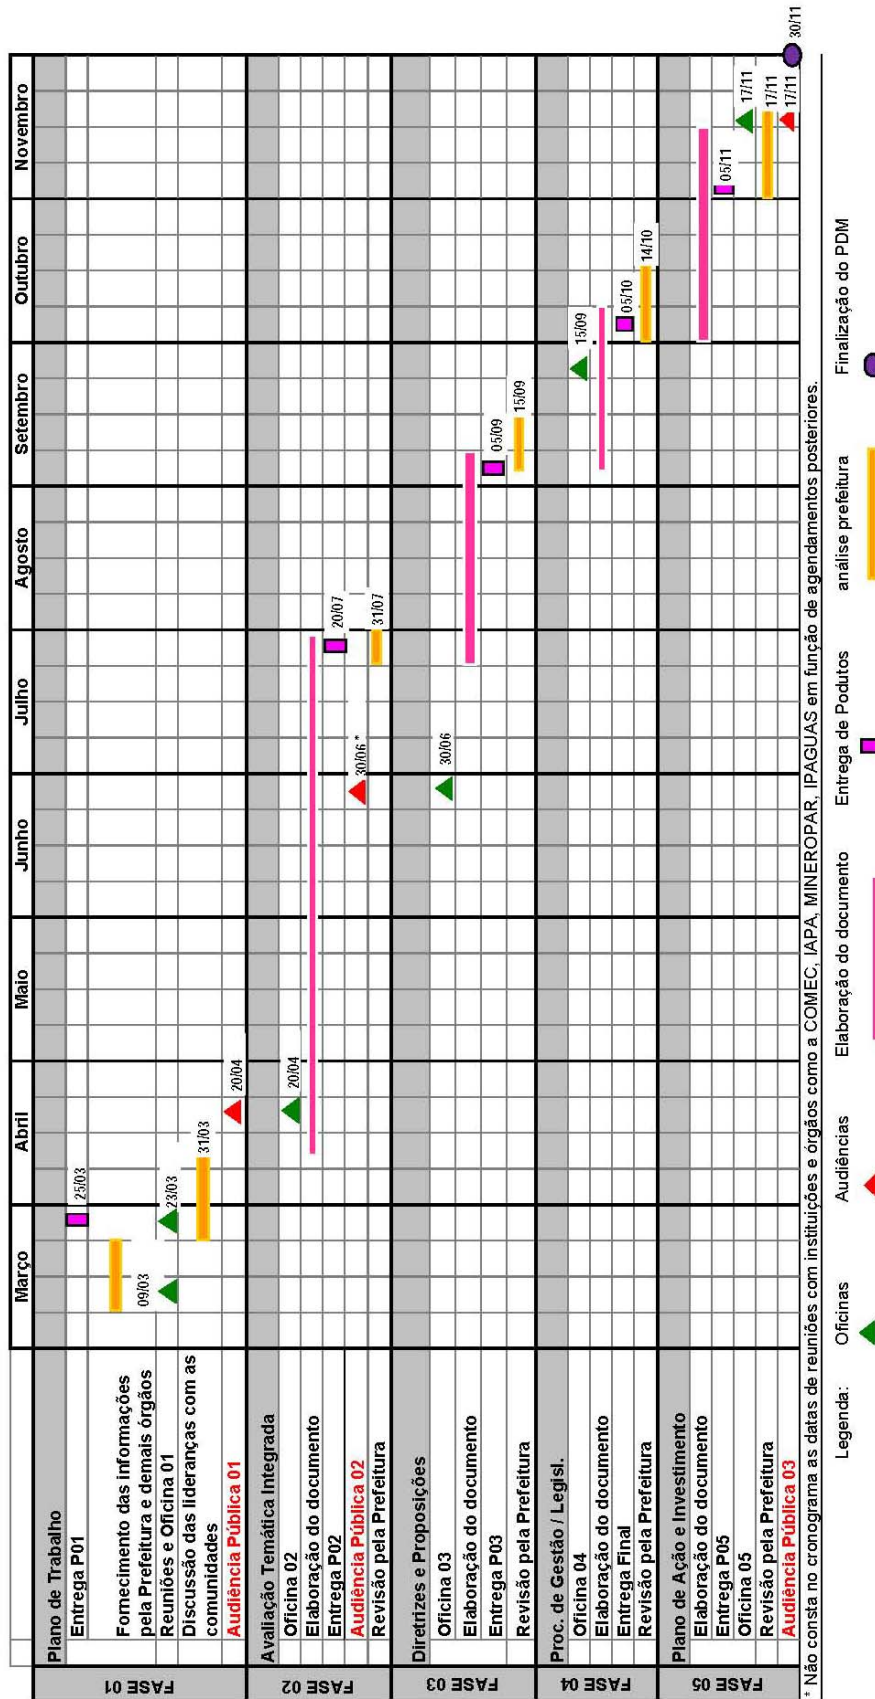 Março Abril Maio Junho Julho Agosto Setembro Outubro Novembro
FASE 01
Plano de Trabalho
Entrega P01 25/03
Fornecimento das informações
pela Prefeitura e demais órgãos 09/03
Reuniões e Oficina 01 23/03
Discussão das lideranças com as
comunidades 31/03
Audiência Pública 01 20/04
FASE 02
Avaliação Temática Integrada
Oficina 02 20/04
Elaboração do documento
Entrega P02 20/07
Audiência Pública 02 30/06 *
Revisão pela Prefeitura 31/07
FASE 03
Diretrizes e Proposições
Oficina 03 30/06
Elaboração do documento
Entrega P03 05/09
Revisão pela Prefeitura 15/09
FASE 04
Proc. de Gestão / Legisl.
Oficina 04 15/09
Elaboração do documento
Entrega Final 05/10
Revisão pela Prefeitura 14/10
FASE 05
Plano de Ação e Investimento
Elaboração do documento
Entrega P05 05/11
Oficina 05 17/11
Revisão pela Prefeitura 17/11
Audiência Pública 03 17/11 30/11
* Não consta no cronograma as datas de reuniões com instituições e órgãos como a COMEC, IAPA, MINEROPAR, IPAGUAS em função de agendamentos posteriores.
Legenda: Oficinas Audiências Elaboração do documento Entrega de Podutos análise prefeitura Finalização do PDM